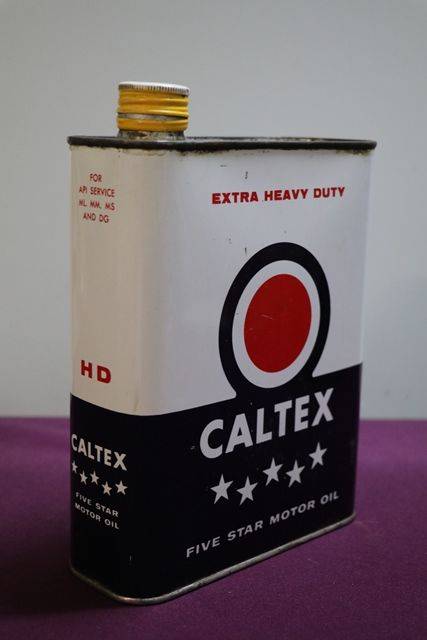 FOR
API SERVICE
ML, MM, MS
AND DG
HD
CALTEX
FIVE STAR
MOTOR OIL
EXTRA HEAVY DUTY
CALTEX
FIVE STAR MOTOR OIL